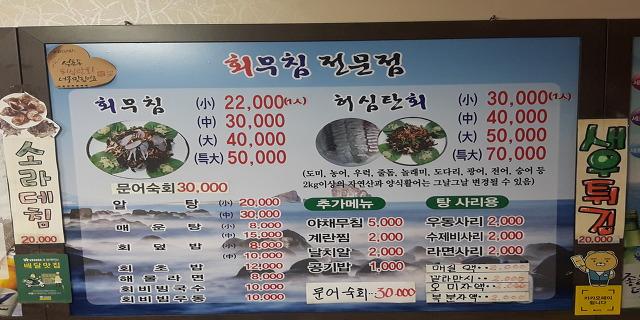 회무침 전문점
회무침
(小) 22,000 (1人)
(中) 30,000
(大) 40,000
(특大) 50,000
문어숙회 30,000
알 탕 (小) 20,000
(中) 30,000
매 운 탕 (小) 8,000
(中) 15,000
회 덮 밥 (小) 8,000
(中) 10,000
회 초 밥 12,000
해 물 라 면 8,000
회비빔국수 10,000
회비빔우동 10,000
허심탄회
(小) 30,000 (1人)
(中) 40,000
(大) 50,000
(특大) 70,000
(도미, 농어, 우럭, 줄돔, 놀래미, 도다리, 광어, 전어, 숭어 등
2kg이상의 자연산과 양식활어는 그날그날 변경될 수 있음)
추가메뉴
야채무침 5,000
계란찜 2,000
날치알 2,000
공기밥 1,000
문어숙회·30,000
탕 사리용
우동사리 2,000
수제비사리 2,000
라면사리 2,000
매실액 2,000
오미자액
복분자액
소라데침
20,000
배달맛집
새우튀김
20,000
카카오페이
됩니다